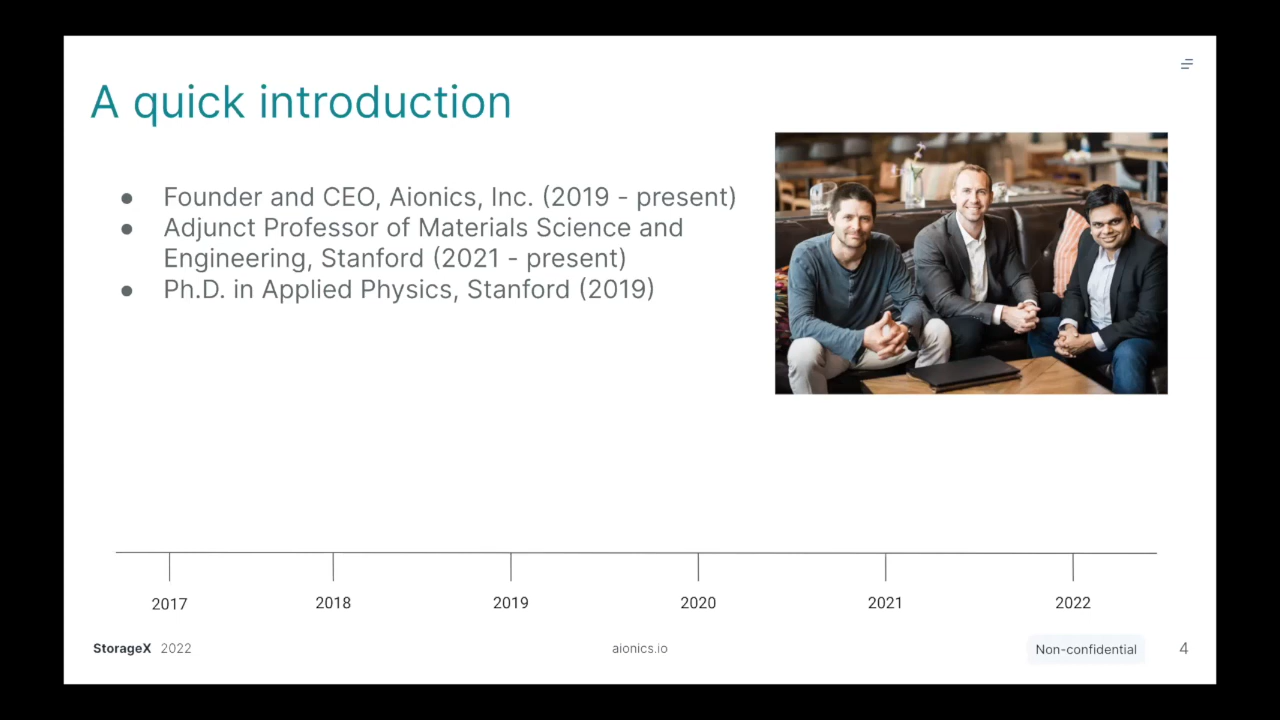 A quick introduction
● Founder and CEO, Aionics, Inc. (2019 - present)
● Adjunct Professor of Materials Science and
Engineering, Stanford (2021 - present)
● Ph.D. in Applied Physics, Stanford (2019)
2017 2018 2019 2020 2021 2022
StorageX 2022 aionics.io Non-confidential 4